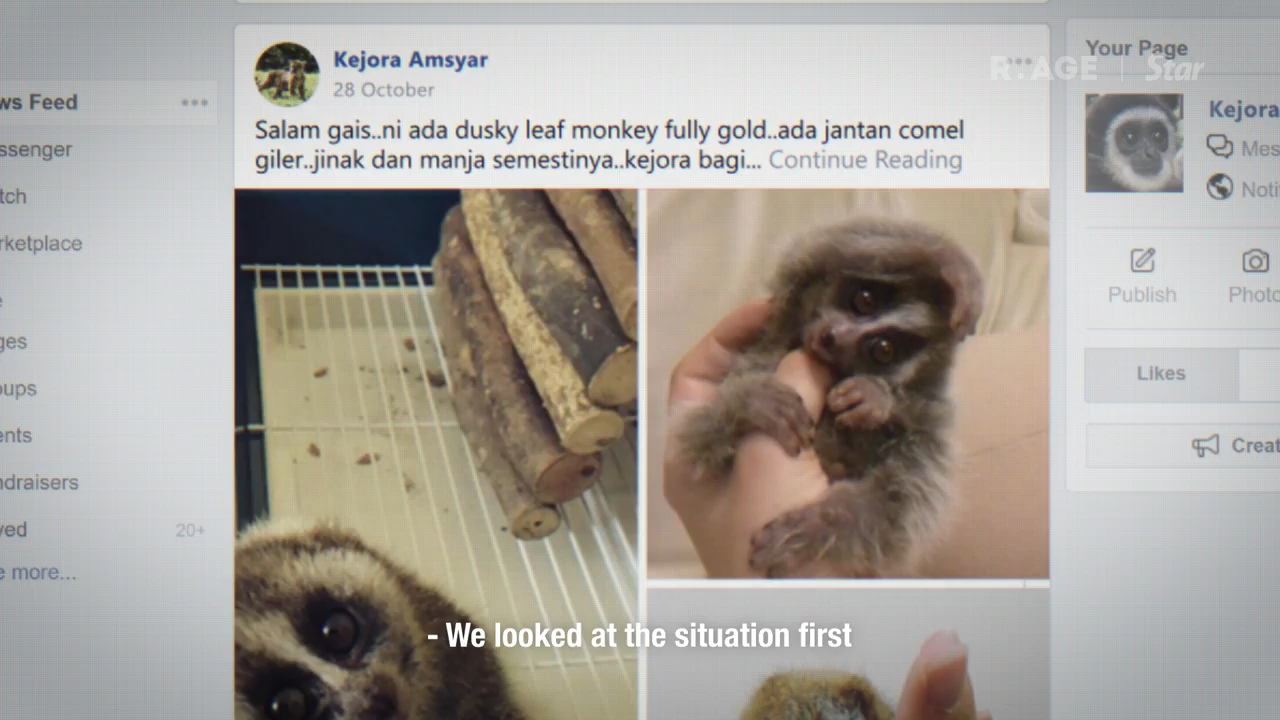 R.AGE | Star
Kejora Amsyar
28 October
Salam gais..ni ada dusky leaf monkey fully gold..ada jantan comel
giler..jinak dan manja semestinya..kejora bagi... Continue Reading
ws Feed
ssenger
tch
rketplace
e
ges
oups
ents
ndraisers
ved 20+
e more...
Your Page
Kejora
Mes
Noti
Publish
Photo
Likes
Creat
- We looked at the situation first